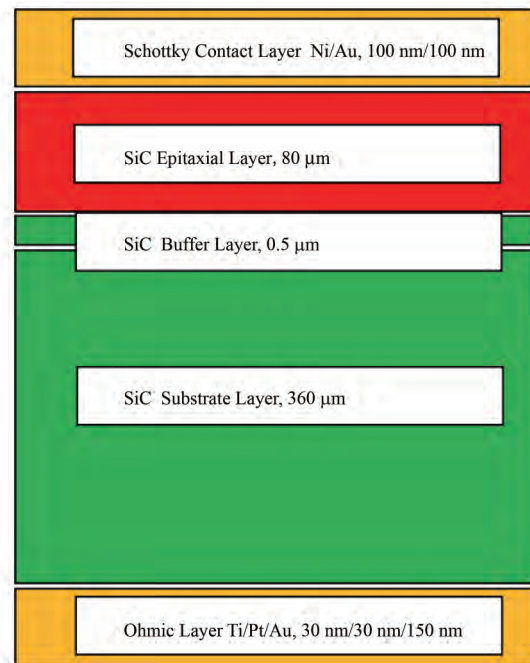 Schottky Contact Layer Ni/Au, 100 nm/100 nm
SiC Epitaxial Layer, 80 μm
SiC Buffer Layer, 0.5 μm
SiC Substrate Layer, 360 μm
Ohmic Layer Ti/Pt/Au, 30 nm/30 nm/150 nm